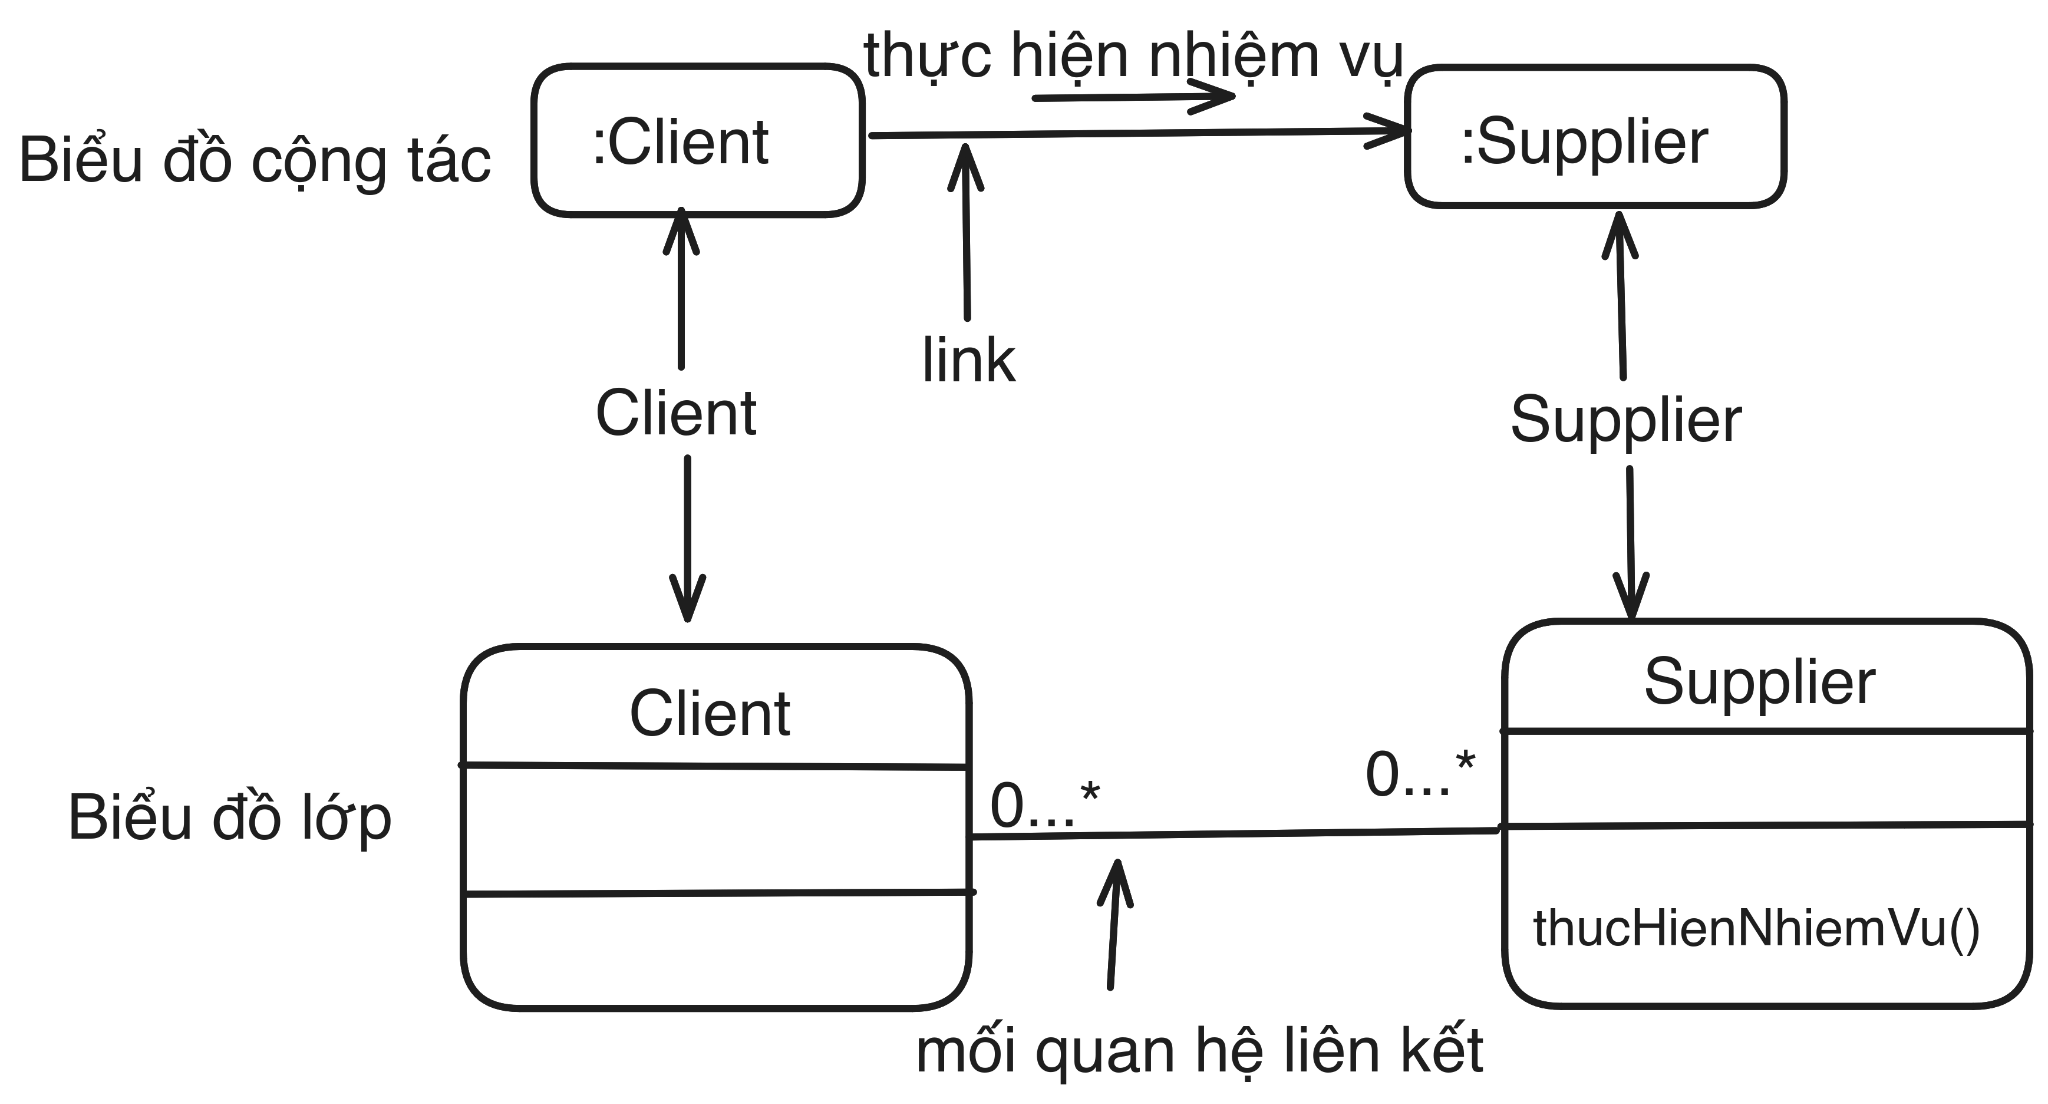 thực hiện nhiệm vụ
Biểu đồ cộng tác
:Client
:Supplier
link
Client
Supplier
Client
Supplier
0...*
0...*
Biểu đồ lớp
thucHienNhiemVu()
mối quan hệ liên kết